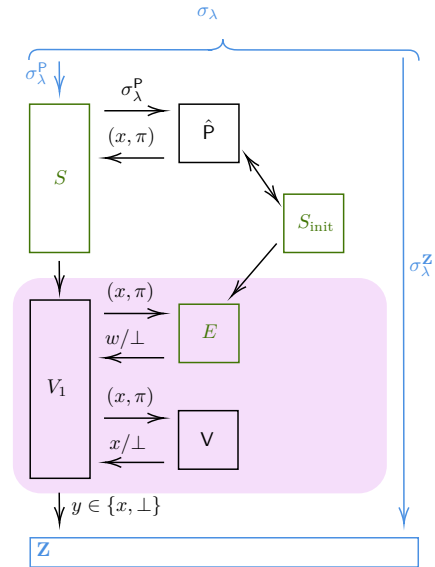 σ_λ
σ_λ^P
σ_λ^P
(x, π)
P̂
S
S_init
σ_λ^Z
(x, π)
w/⊥
E
V_1
(x, π)
x/⊥
V
y ∈ {x, ⊥}
Z